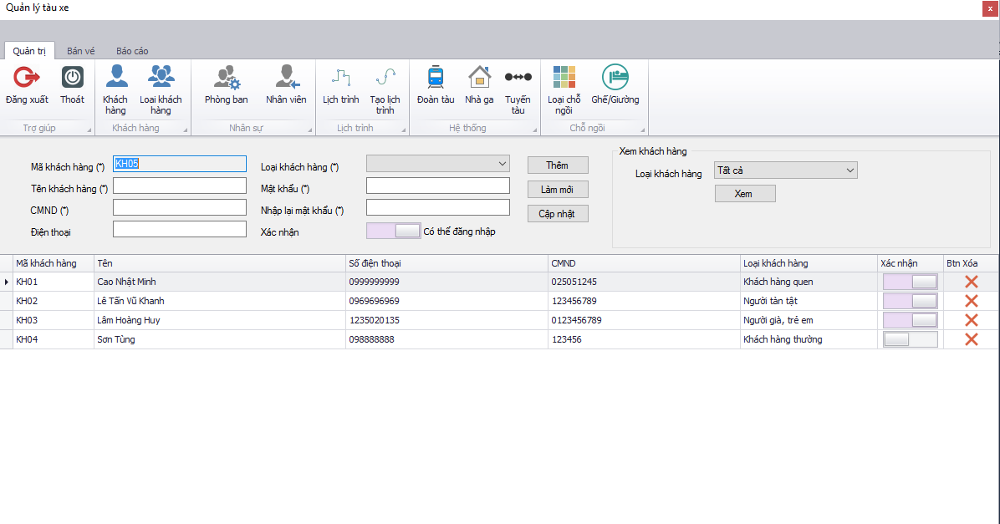 Quản lý tàu xe
x
Quản trị Bán vé Báo cáo
Đăng xuất Thoát Khách hàng Loại khách hàng Phòng ban Nhân viên Lịch trình Tạo lịch trình Đoàn tàu Nhà ga Tuyến tàu Loại chỗ ngồi Ghế/Giường
Trợ giúp Khách hàng Nhân sự Lịch trình Hệ thống Chỗ ngồi
Mã khách hàng (*) KH05 Loại khách hàng (*) Thêm
Tên khách hàng (*) Mật khẩu (*) Làm mới
CMND (*) Nhập lại mật khẩu (*) Cập nhật
Điện thoại Xác nhận Có thể đăng nhập
Xem khách hàng
Loại khách hàng Tất cả
Xem
Mã khách hàng Tên Số điện thoại CMND Loại khách hàng Xác nhận Btn Xóa
KH01 Cao Nhật Minh 0999999999 025051245 Khách hàng quen
KH02 Lê Tấn Vũ Khanh 0969696969 123456789 Người tàn tật
KH03 Lâm Hoàng Huy 1235020135 0123456789 Người già, trẻ em
KH04 Sơn Tùng 098888888 123456 Khách hàng thường